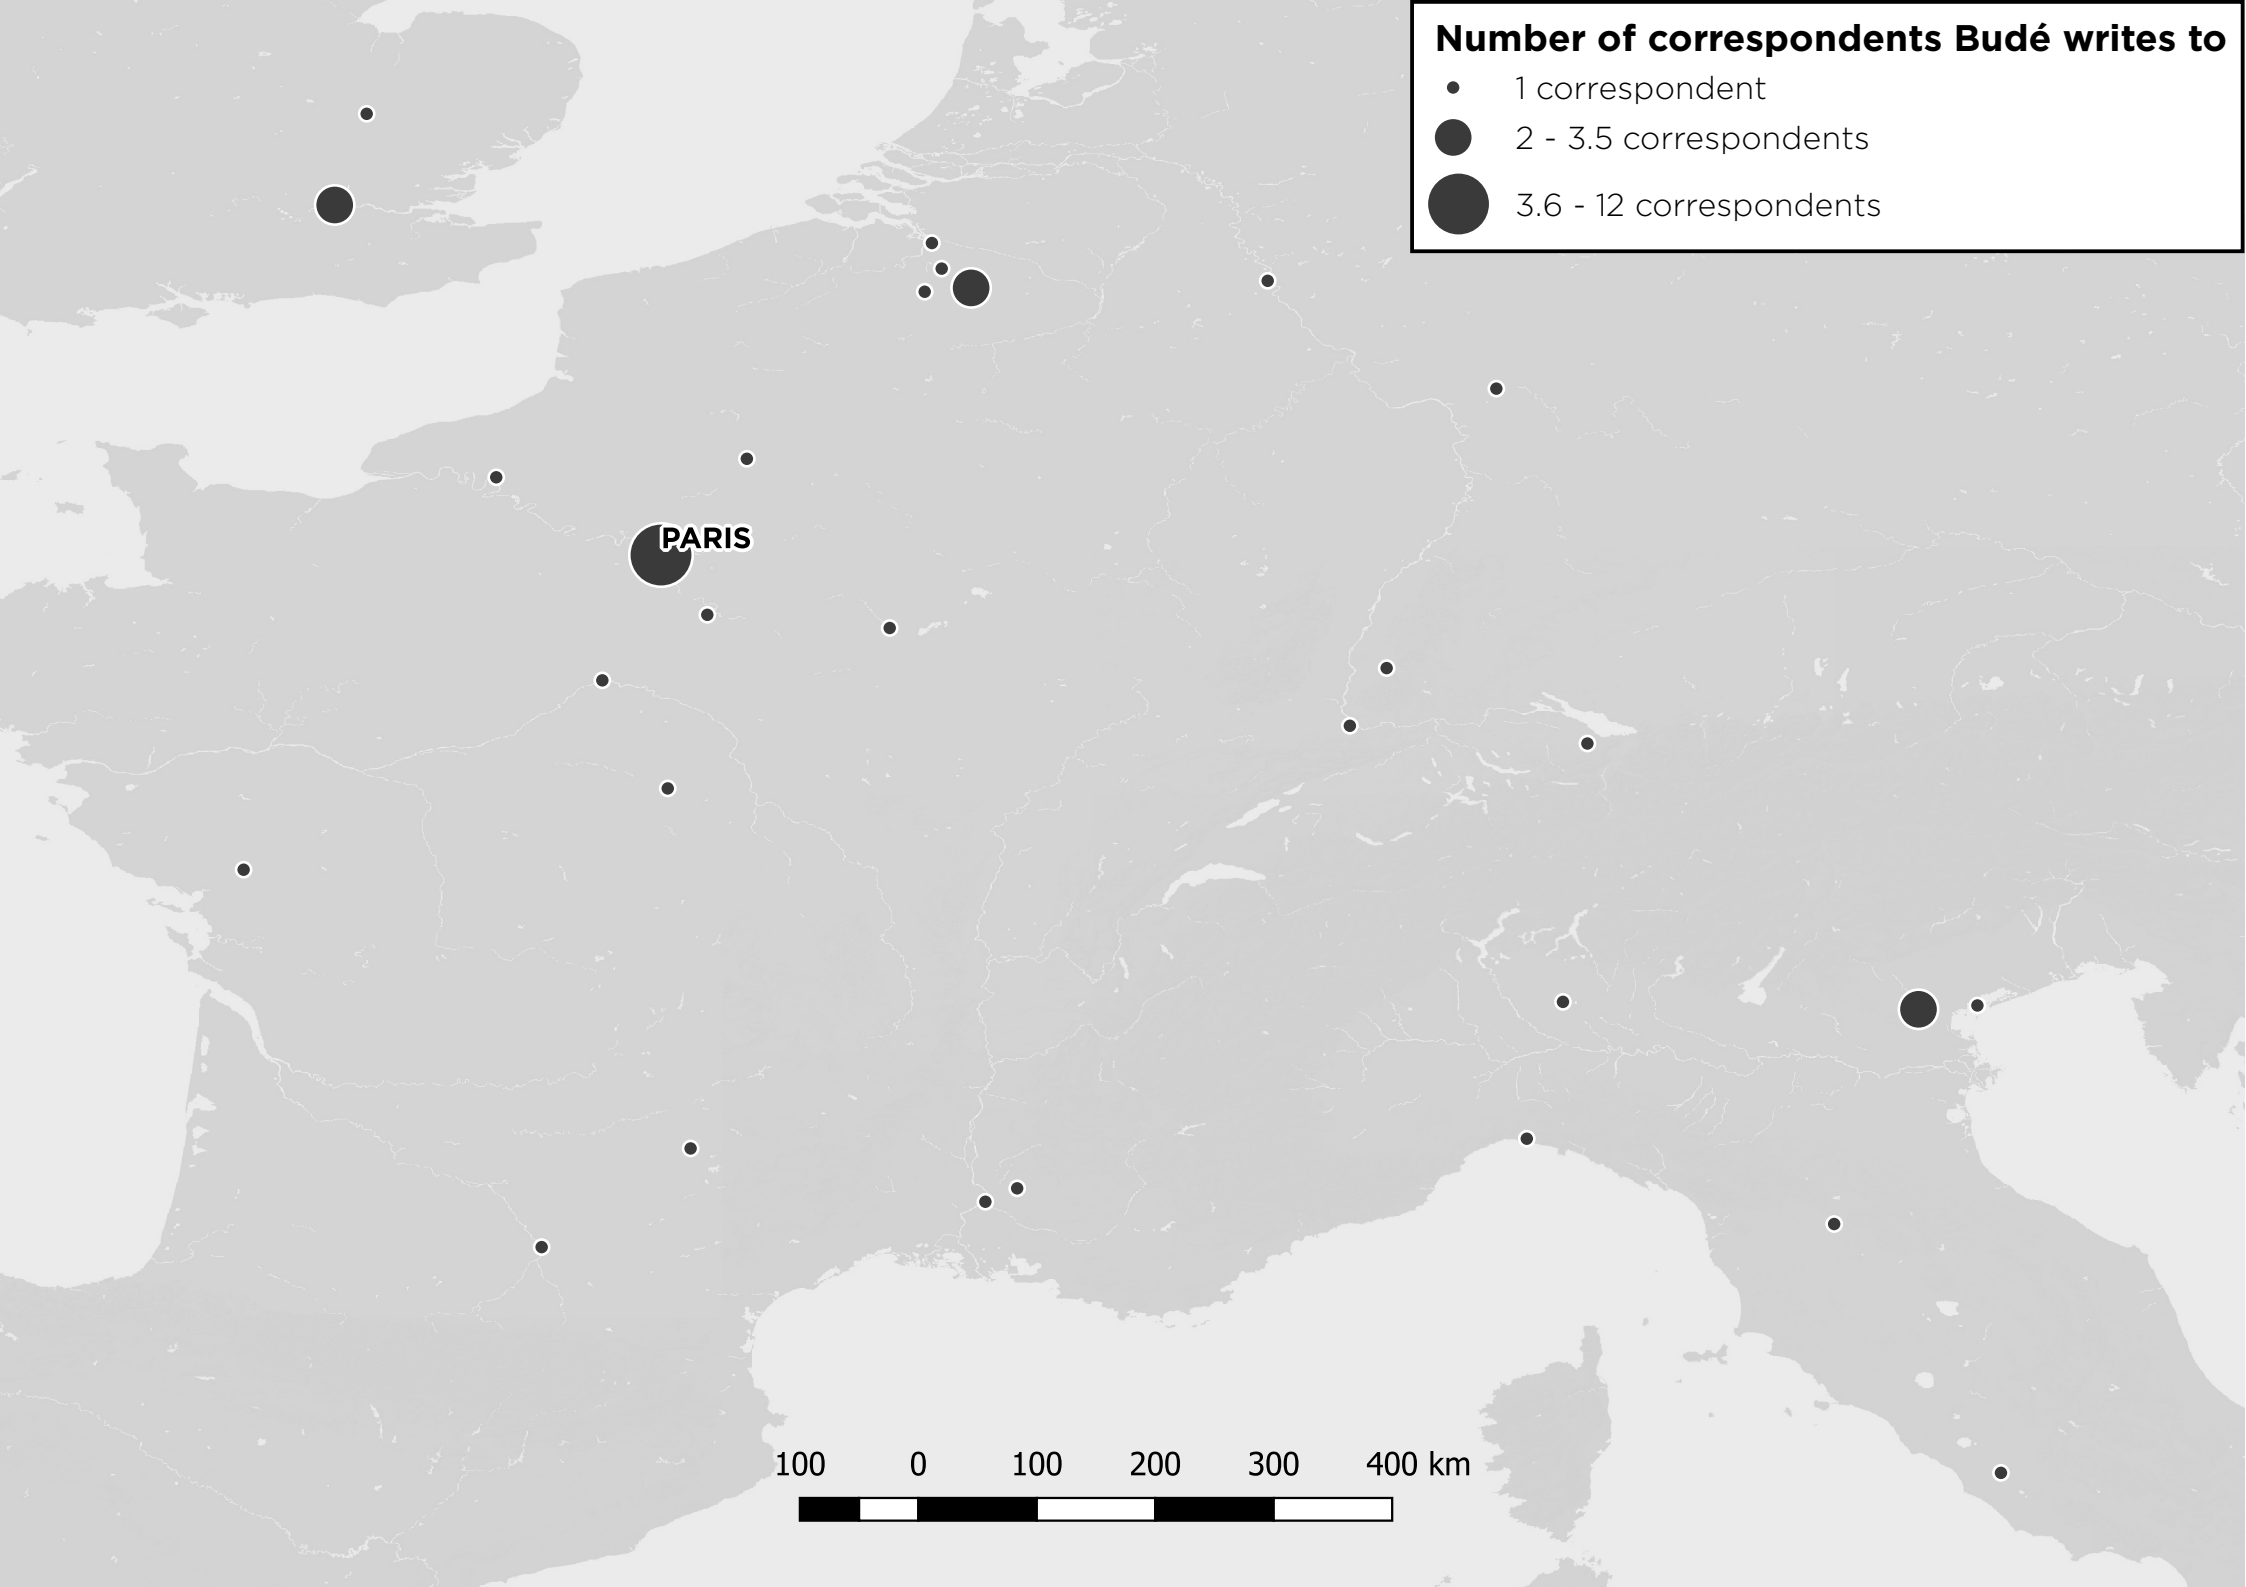 Number of correspondents Budé writes to
1 correspondent
2 - 3.5 correspondents
3.6 - 12 correspondents
PARIS
100 0 100 200 300 400 km